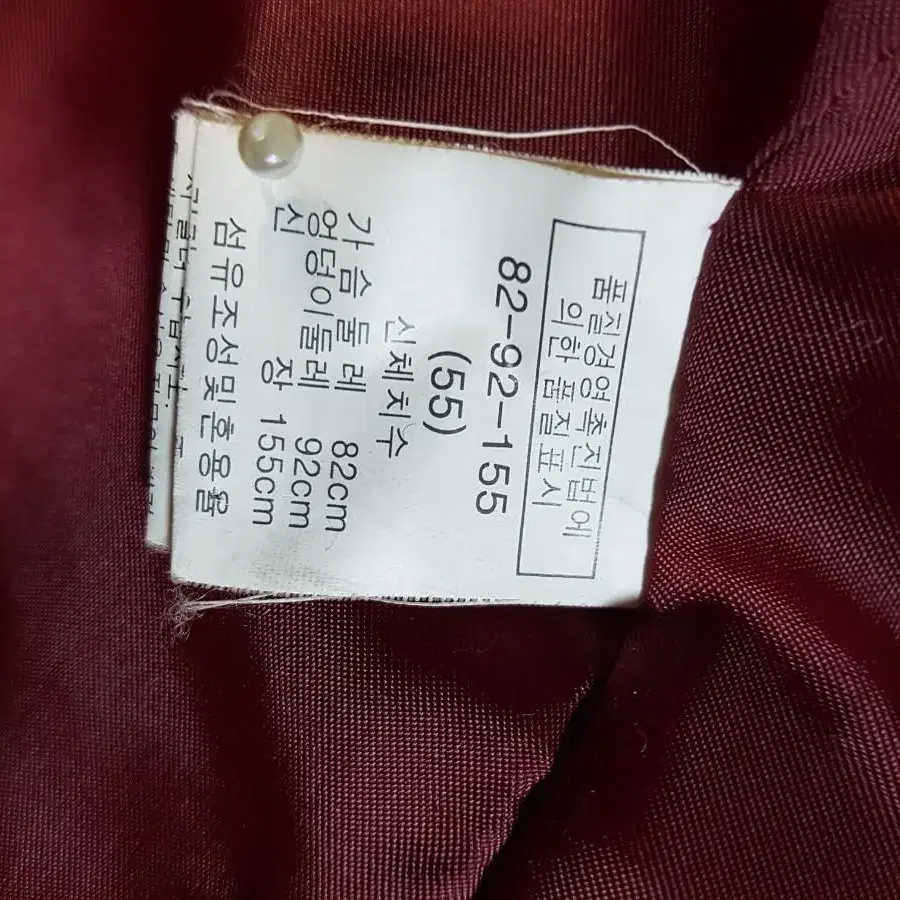 품질경영촉진법에
의한 품질표시
82-92-155
(55)
신체치수
가슴둘레 82cm
엉덩이둘레 92cm
신 장 155cm
섬유조성및혼용율